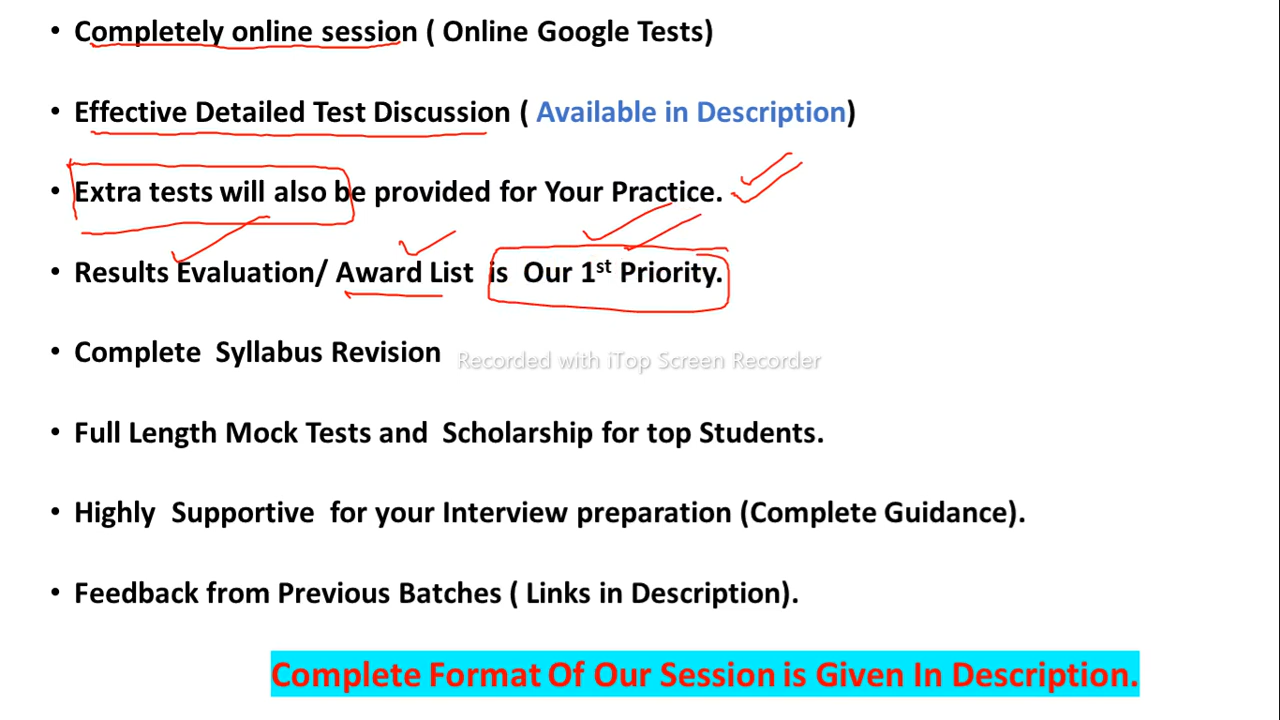 • Completely online session ( Online Google Tests)
• Effective Detailed Test Discussion ( Available in Description)
• Extra tests will also be provided for Your Practice.
• Results Evaluation/ Award List is Our 1st Priority.
• Complete Syllabus Revision
Recorded with iTop Screen Recorder
• Full Length Mock Tests and Scholarship for top Students.
• Highly Supportive for your Interview preparation (Complete Guidance).
• Feedback from Previous Batches ( Links in Description).
Complete Format Of Our Session is Given In Description.